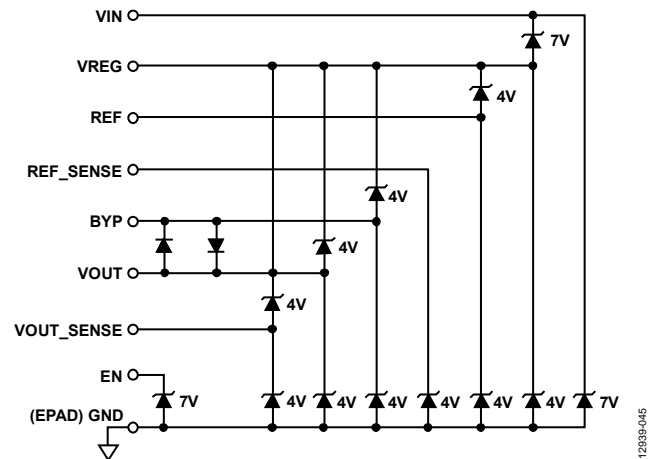 VIN
7V
VREG
4V
REF
REF_SENSE
4V
BYP
4V
VOUT
4V
VOUT_SENSE
EN
7V 4V 4V 4V 4V 4V 4V 7V
(EPAD) GND
12939-045